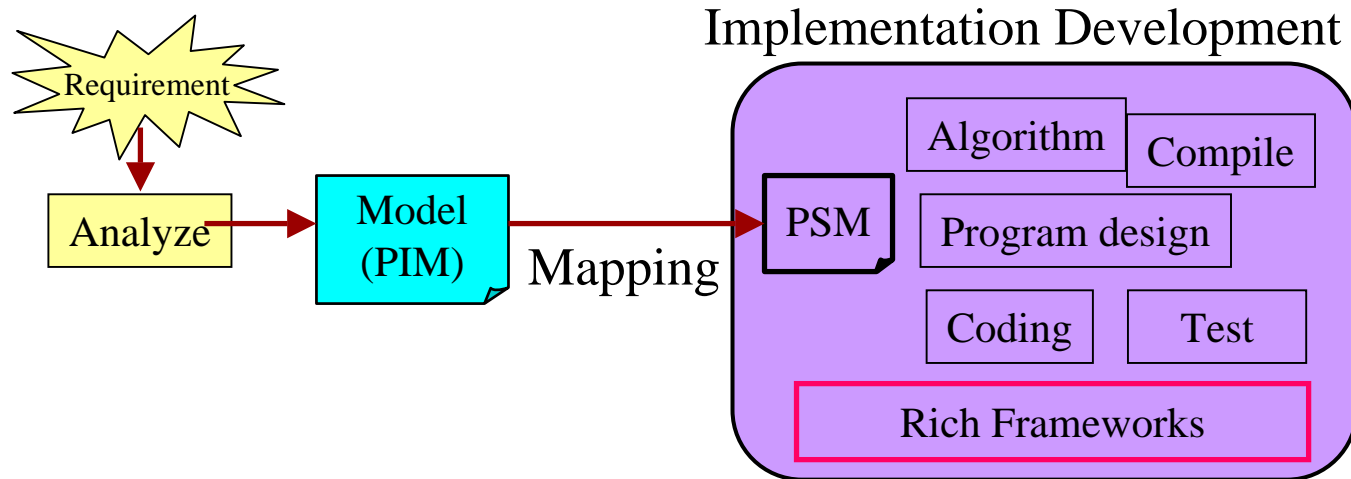 Implementation Development
Requirement
Analyze
Model
(PIM)
Mapping
PSM
Algorithm
Compile
Program design
Coding
Test
Rich Frameworks